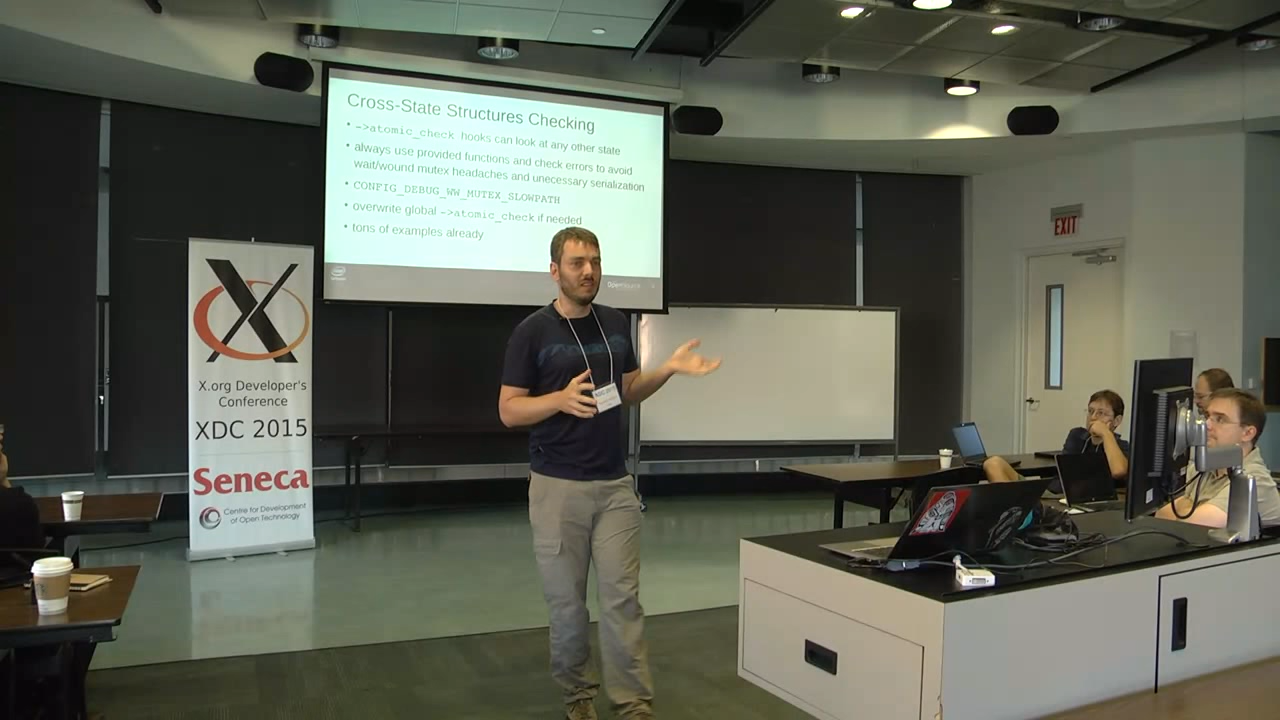 Cross-State Structures Checking
• ->atomic_check hooks can look at any other state
• always use provided functions and check errors to avoid
wait/wound mutex headaches and unecessary serialization
• CONFIG_DEBUG_WW_MUTEX_SLOWPATH
• overwrite global ->atomic_check if needed
• tons of examples already
X.org Developer's
Conference
XDC 2015
Seneca
Centre for Development
of Open Technology
EXIT